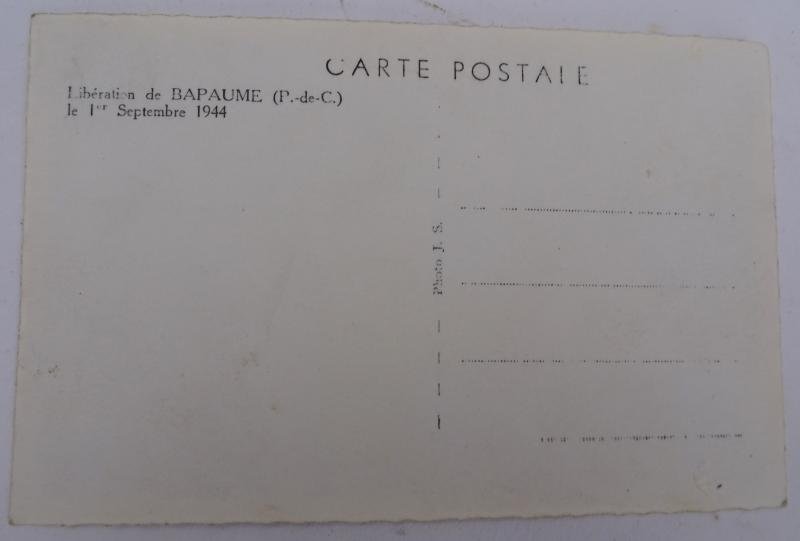 CARTE POSTALE
Libération de BAPAUME (P.-de-C.)
le 1er Septembre 1944
Photo J. S.